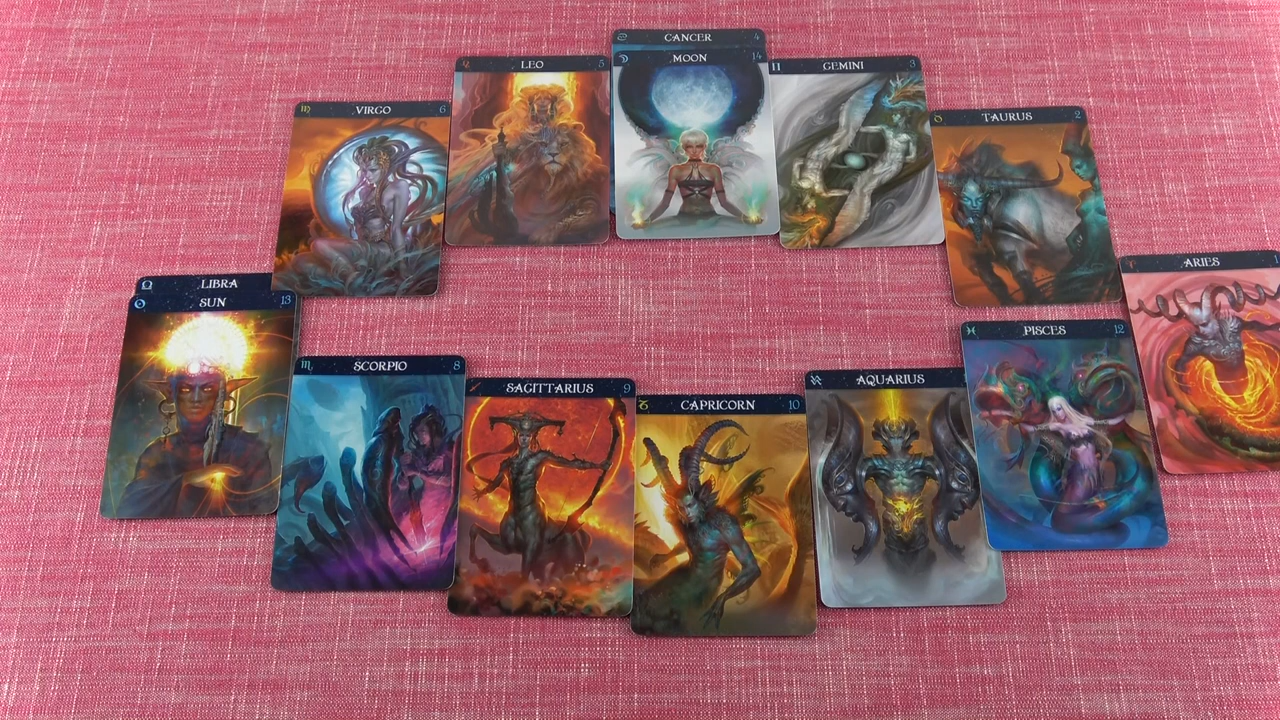 CANCER 4
MOON 14
LEO 5
GEMINI 3
VIRGO 6
TAURUS 2
ARIES 1
LIBRA
SUN 13
PISCES 12
SCORPIO 8
SAGITTARIUS 9
CAPRICORN 10
AQUARIUS